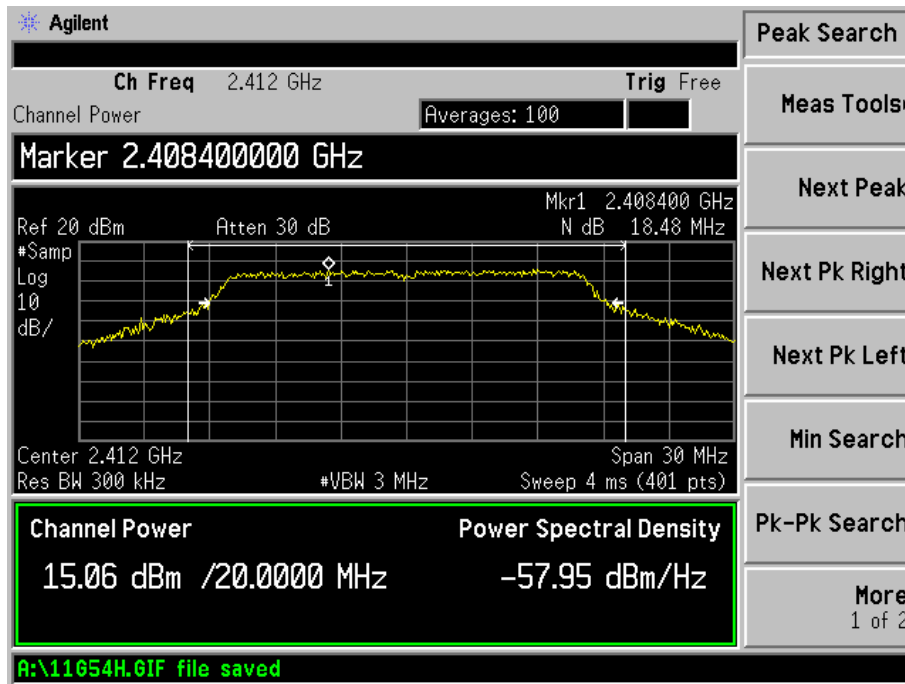 Agilent
Peak Search
Ch Freq 2.412 GHz Trig Free
Channel Power Averages: 100
Meas Tools
Marker 2.408400000 GHz
Next Peak
Mkr1 2.408400 GHz
Ref 20 dBm Atten 30 dB N dB 18.48 MHz
#Samp
Log
10
dB/
1
Next Pk Right
Next Pk Left
Min Search
Center 2.412 GHz Span 30 MHz
Res BW 300 kHz #VBW 3 MHz Sweep 4 ms (401 pts)
Pk-Pk Search
Channel Power Power Spectral Density
15.06 dBm /20.0000 MHz -57.95 dBm/Hz
More
1 of 2
A:\11G54H.GIF file saved